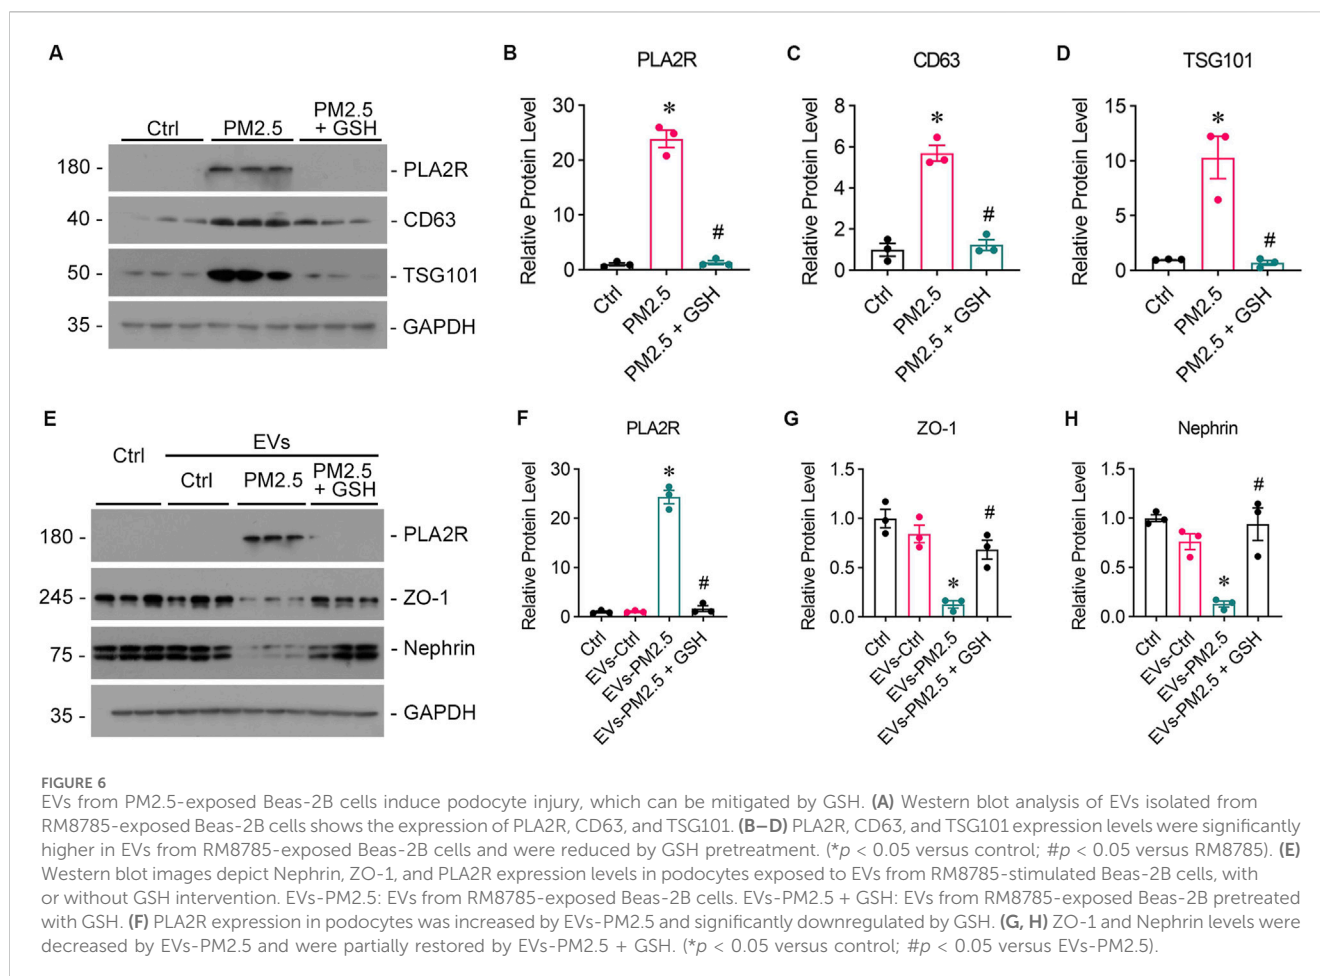 A
Ctrl PM2.5 PM2.5 + GSH
180 - - PLA2R
40 - - CD63
50 - - TSG101
35 - - GAPDH
B
PLA2R
Relative Protein Level
30
20
10
0
*
#
Ctrl
PM2.5
PM2.5 + GSH
C
CD63
Relative Protein Level
8
6
4
2
0
*
#
Ctrl
PM2.5
PM2.5 + GSH
D
TSG101
Relative Protein Level
15
10
5
0
*
#
Ctrl
PM2.5
PM2.5 + GSH
E
EVs
Ctrl Ctrl PM2.5 PM2.5 + GSH
180 - - PLA2R
245 - - ZO-1
75 - - Nephrin
35 - - GAPDH
F
PLA2R
Relative Protein Level
30
20
10
0
*
#
Ctrl
EVs-Ctrl
EVs-PM2.5
EVs-PM2.5 + GSH
G
ZO-1
Relative Protein Level
1.5
1.0
0.5
0.0
*
#
Ctrl
EVs-Ctrl
EVs-PM2.5
EVs-PM2.5 + GSH
H
Nephrin
Relative Protein Level
1.5
1.0
0.5
0.0
*
#
Ctrl
EVs-Ctrl
EVs-PM2.5
EVs-PM2.5 + GSH
FIGURE 6
EVs from PM2.5-exposed Beas-2B cells induce podocyte injury, which can be mitigated by GSH. (A) Western blot analysis of EVs isolated from
RM8785-exposed Beas-2B cells shows the expression of PLA2R, CD63, and TSG101. (B–D) PLA2R, CD63, and TSG101 expression levels were significantly
higher in EVs from RM8785-exposed Beas-2B cells and were reduced by GSH pretreatment. (*p < 0.05 versus control; #p < 0.05 versus RM8785). (E)
Western blot images depict Nephrin, ZO-1, and PLA2R expression levels in podocytes exposed to EVs from RM8785-stimulated Beas-2B cells, with
or without GSH intervention. EVs-PM2.5: EVs from RM8785-exposed Beas-2B cells. EVs-PM2.5 + GSH: EVs from RM8785-exposed Beas-2B pretreated
with GSH. (F) PLA2R expression in podocytes was increased by EVs-PM2.5 and significantly downregulated by GSH. (G, H) ZO-1 and Nephrin levels were
decreased by EVs-PM2.5 and were partially restored by EVs-PM2.5 + GSH. (*p < 0.05 versus control; #p < 0.05 versus EVs-PM2.5).